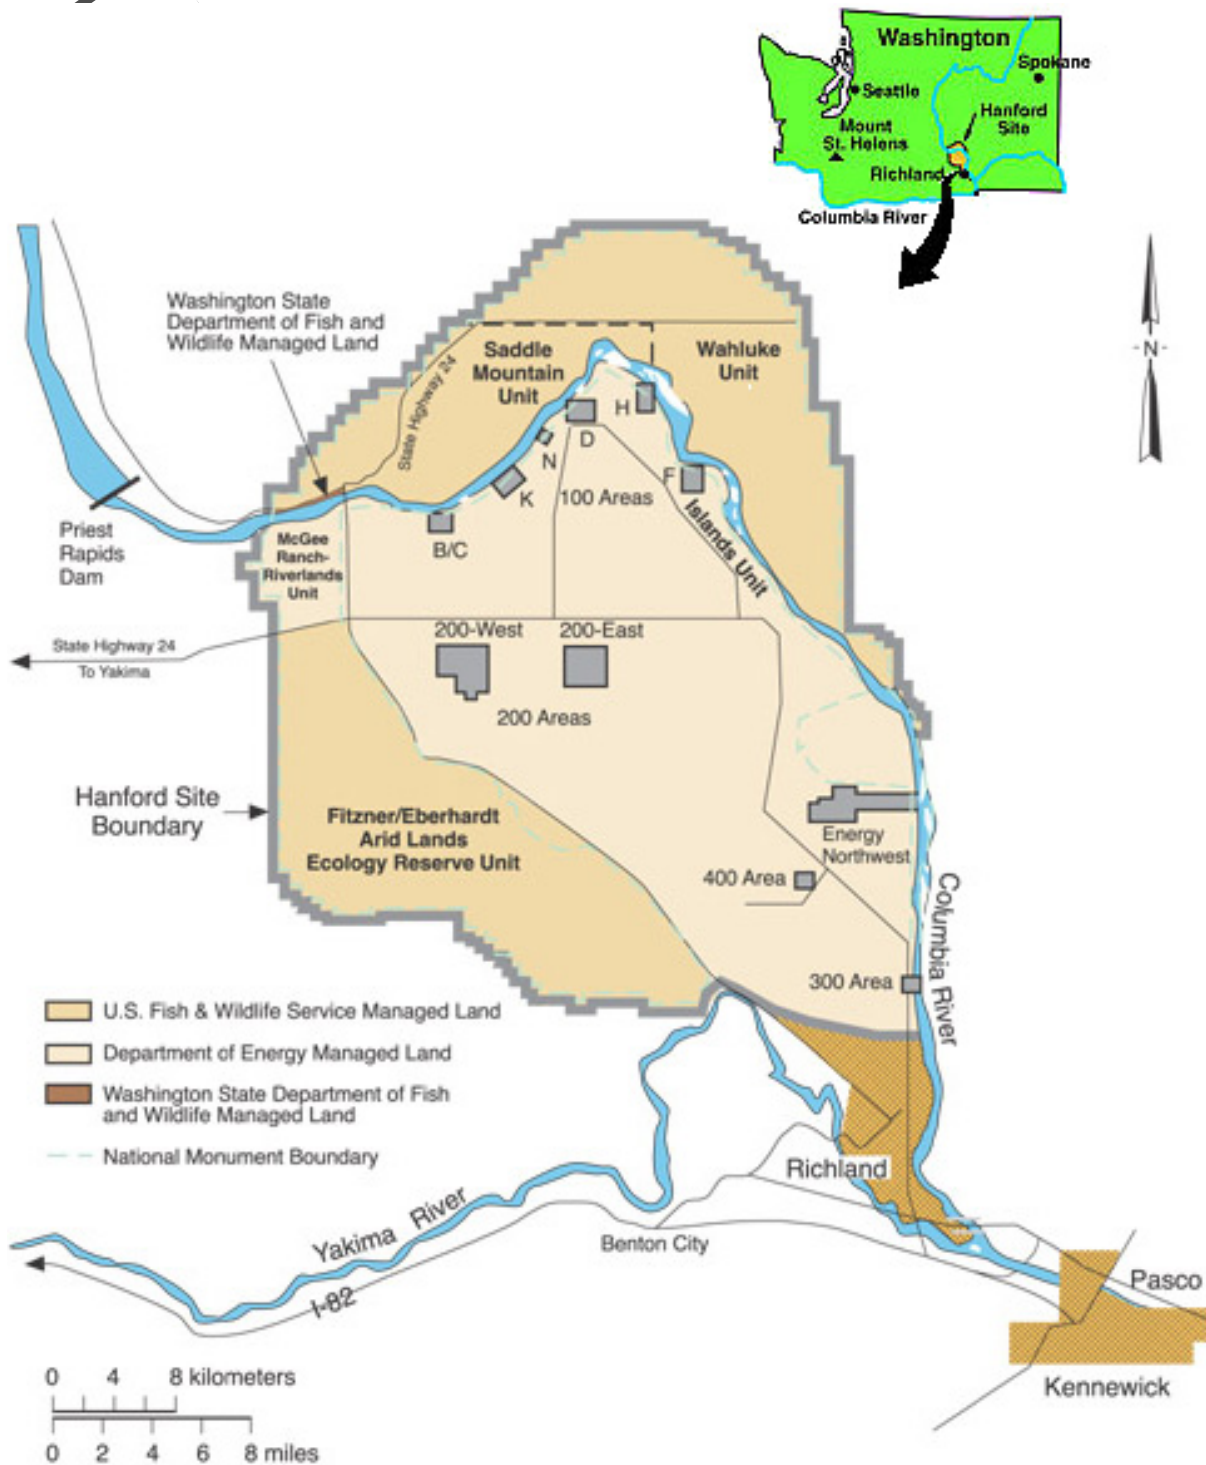 Washington
Spokane
Seattle
Hanford
Site
Mount
St. Helens
Richland
Columbia River
N
Washington State
Department of Fish and
Wildlife Managed Land
State Highway 24
Saddle
Mountain
Unit
Wahluke
Unit
H
D
N
K
F
B/C
100 Areas
Islands Unit
Priest
Rapids
Dam
McGee
Ranch-
Riverlands
Unit
State Highway 24
To Yakima
200-West
200-East
200 Areas
Hanford Site
Boundary
Fitzner/Eberhardt
Arid Lands
Ecology Reserve Unit
Energy
Northwest
400 Area
300 Area
Columbia River
U.S. Fish & Wildlife Service Managed Land
Department of Energy Managed Land
Washington State Department of Fish
and Wildlife Managed Land
National Monument Boundary
Richland
Yakima River
Benton City
I-82
Pasco
Kennewick
0 4 8 kilometers
0 2 4 6 8 miles